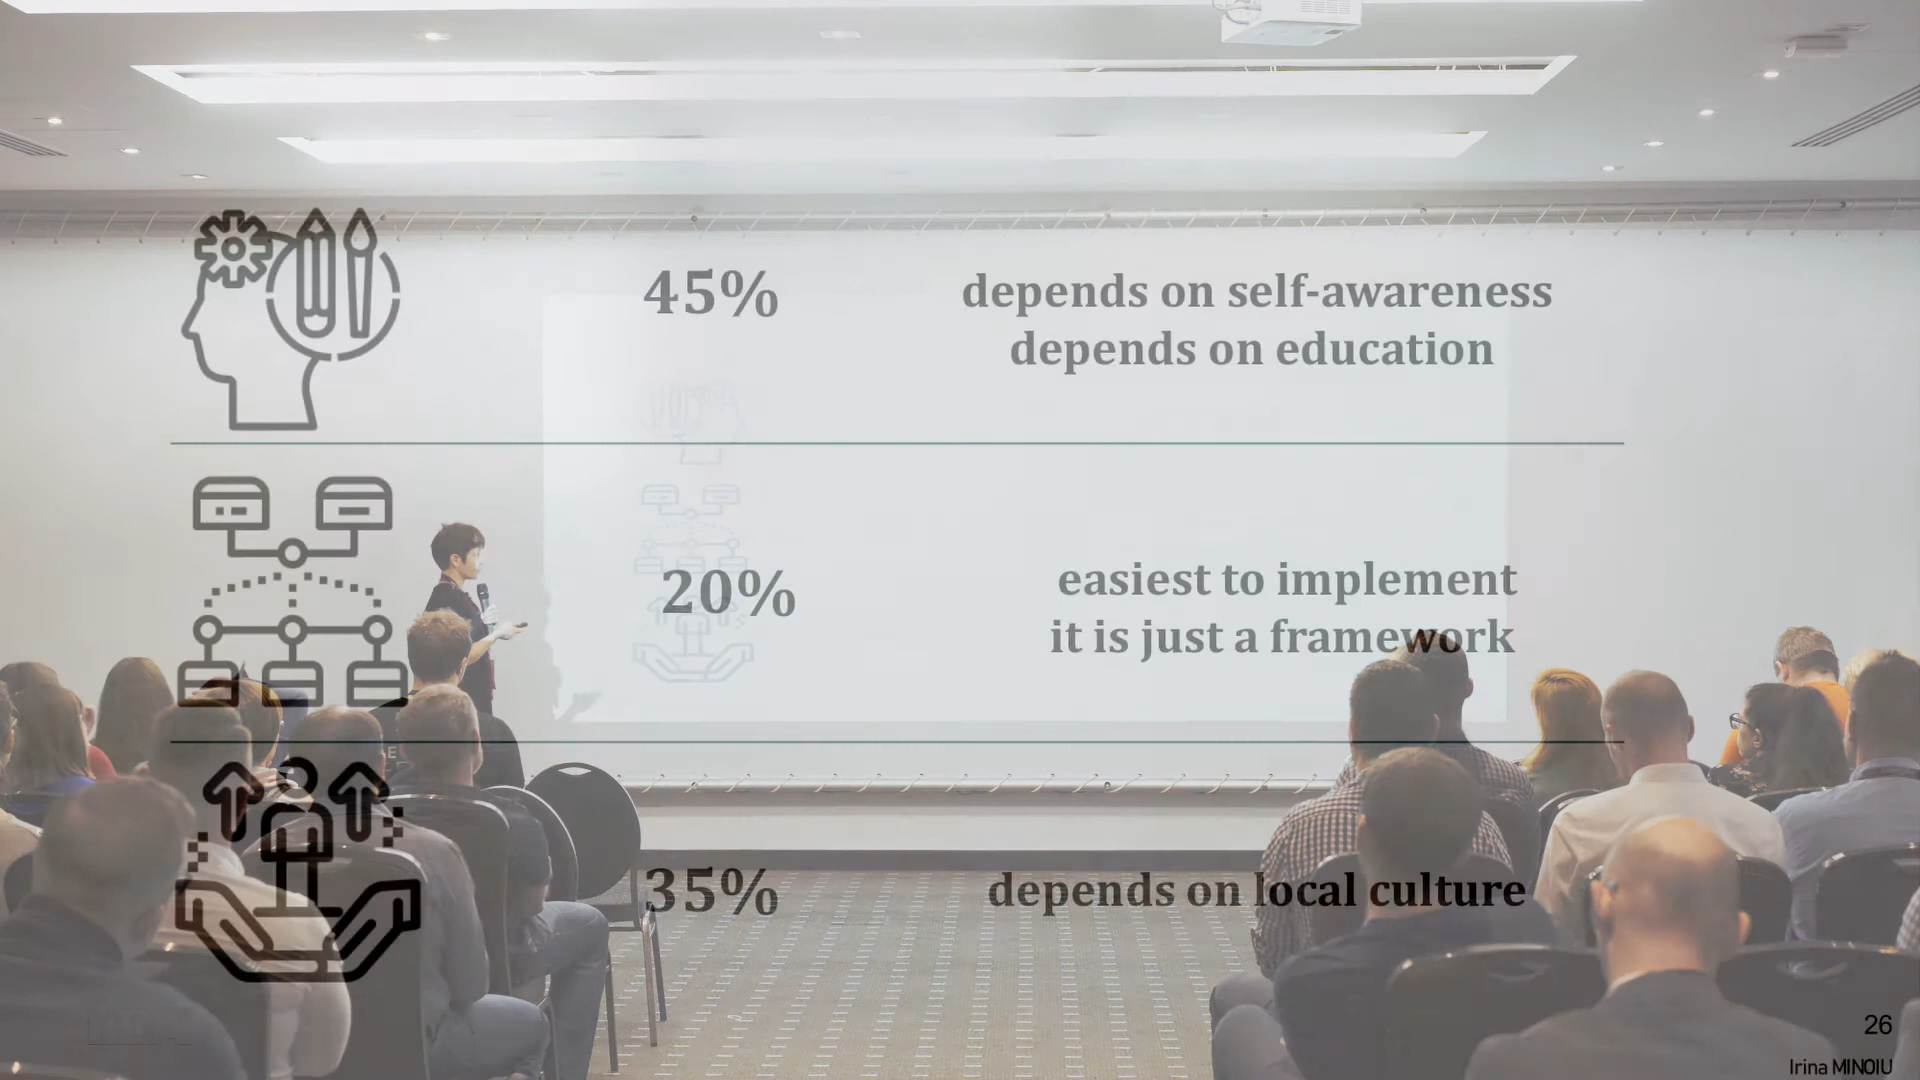 45%
depends on self-awareness
depends on education
20%
easiest to implement
it is just a framework
35%
depends on local culture
26
Irina MINOIU